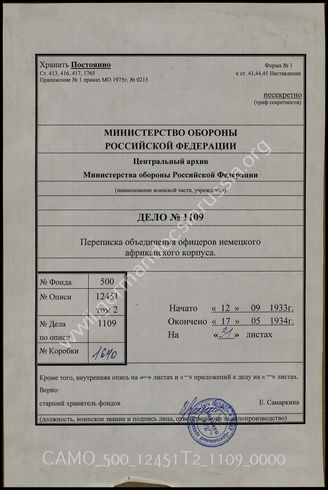 Хранить Постоянно
Форма № 1
Ст. 413, 416, 417, 1765
к ст. 41,44,45 Наставления
Приложение № 1 приказ МО 1975г. № 0215
несекретно
(гриф секретности)
МИНИСТЕРСТВО ОБОРОНЫ
РОССИЙСКОЙ ФЕДЕРАЦИИ
Центральный архив
Министерства обороны Российской Федерации
(наименование воинской части, учреждения)
ДЕЛО № 1109
Переписка объединения офицеров немецкого
африканского корпуса.
№ Фонда 500
№ Описи 12451
том 2
№ Дела 1109
по описи
№ Коробки 1640
Начато « 12 » 09 1933г.
Окончено « 17 » 05 1934г.
На « 31 » листах
Кроме того, внутренняя опись на листах и приложений к делу на листах.
Верно:
старший хранитель фондов Е. Самаркина
(должность, воинское звание и подпись лица, делопроизводство)
www.germandocsinrussia.org
CAMO_500_12451T2_1109_0000